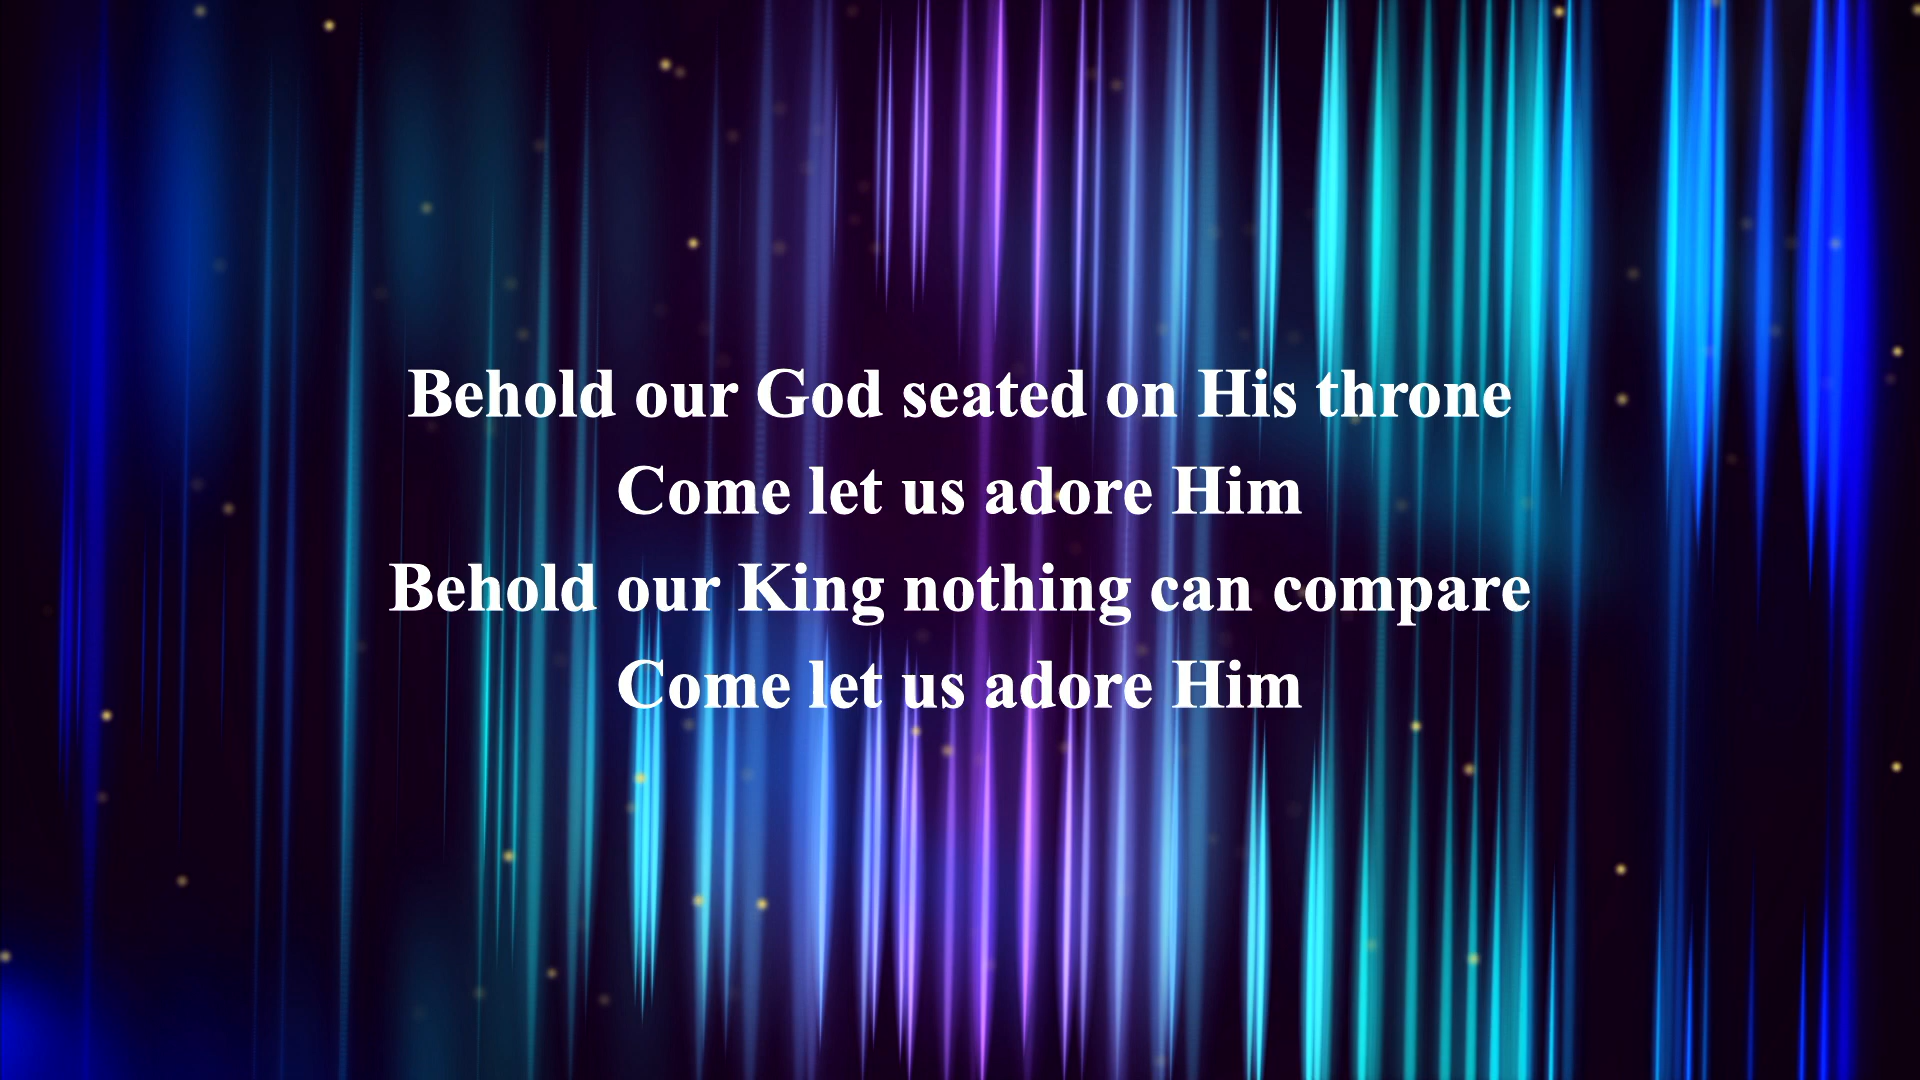 Behold our God seated on His throne
Come let us adore Him
Behold our King nothing can compare
Come let us adore Him